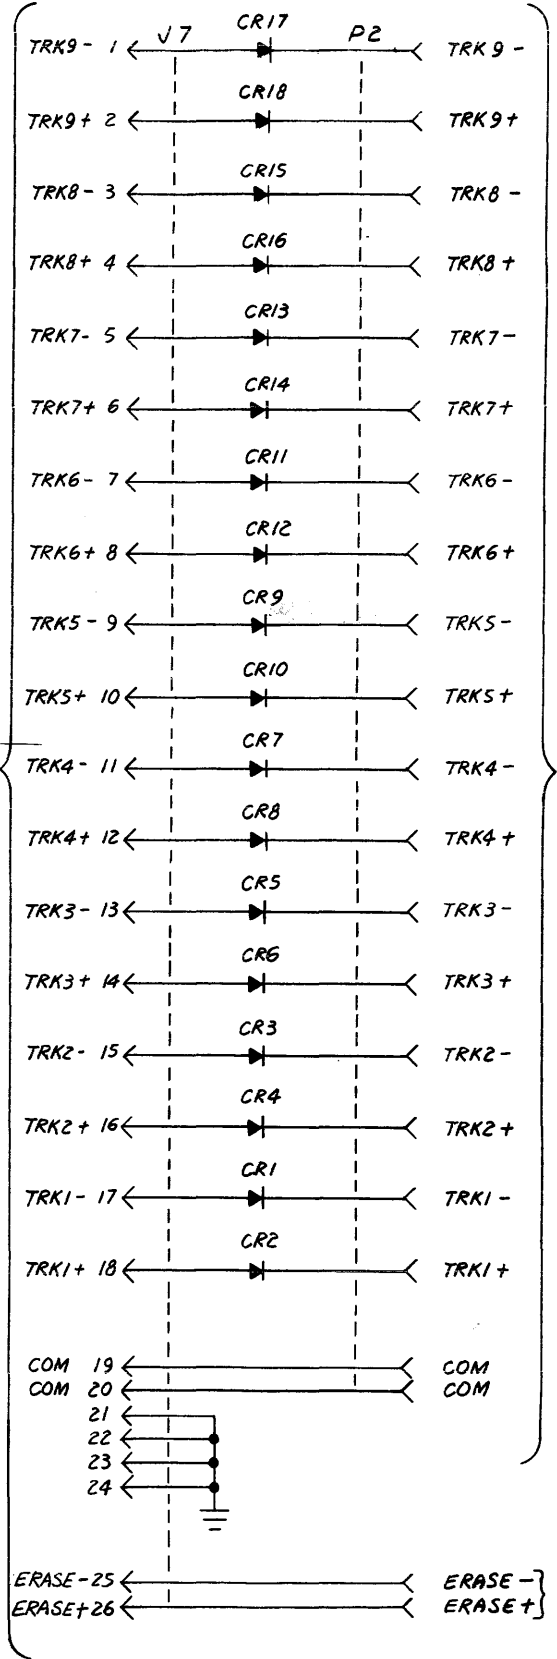 J7 CR17 P2
TRK9- 1 TRK9-
CR18
TRK9+ 2 TRK9+
CR15
TRK8- 3 TRK8-
CR16
TRK8+ 4 TRK8+
CR13
TRK7- 5 TRK7-
CR14
TRK7+ 6 TRK7+
CR11
TRK6- 7 TRK6-
CR12
TRK6+ 8 TRK6+
CR9
TRK5- 9 TRK5-
CR10
TRK5+ 10 TRK5+
CR7
TRK4- 11 TRK4-
CR8
TRK4+ 12 TRK4+
CR5
TRK3- 13 TRK3-
CR6
TRK3+ 14 TRK3+
CR3
TRK2- 15 TRK2-
CR4
TRK2+ 16 TRK2+
CR1
TRK1- 17 TRK1-
CR2
TRK1+ 18 TRK1+
COM 19 COM
COM 20 COM
21
22
23
24
ERASE-25 ERASE-
ERASE+26 ERASE+